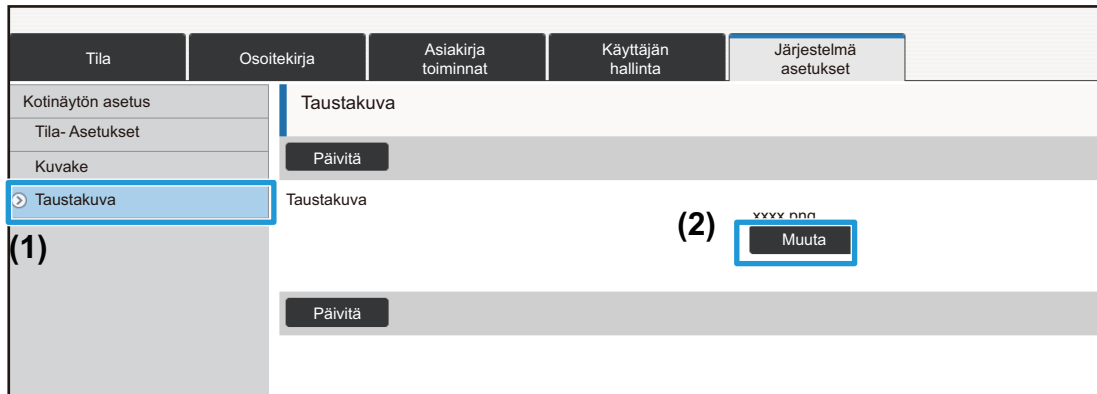 Tila
Osoitekirja
Asiakirja
toiminnat
Käyttäjän
hallinta
Järjestelmä
asetukset
Kotinäytön asetus
Tila- Asetukset
Kuvake
Taustakuva
(1)
Taustakuva
Päivitä
Taustakuva
xxxx.png
(2)
Muuta
Päivitä